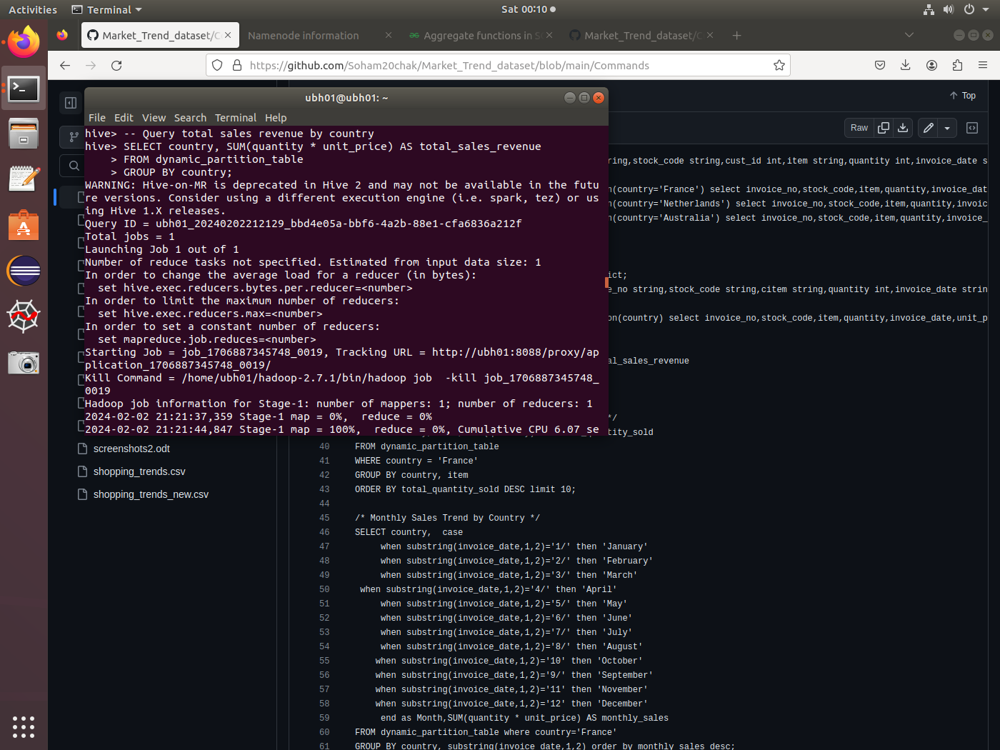 Activities
Terminal
Sat 00:10
Market_Trend_dataset/C
Namenode information
Aggregate functions in S
Market_Trend_dataset/C
https://github.com/Soham20chak/Market_Trend_dataset/blob/main/Commands
Top
Raw
ubh01@ubh01: ~
File Edit View Search Terminal Help
hive> -- Query total sales revenue by country
hive> SELECT country, SUM(quantity * unit_price) AS total_sales_revenue
    > FROM dynamic_partition_table
    > GROUP BY country;
WARNING: Hive-on-MR is deprecated in Hive 2 and may not be available in the futu
re versions. Consider using a different execution engine (i.e. spark, tez) or us
ing Hive 1.X releases.
Query ID = ubh01_20240202212129_bbd4e05a-bbf6-4a2b-88e1-cfa6836a212f
Total jobs = 1
Launching Job 1 out of 1
Number of reduce tasks not specified. Estimated from input data size: 1
In order to change the average load for a reducer (in bytes):
  set hive.exec.reducers.bytes.per.reducer=<number>
In order to limit the maximum number of reducers:
  set hive.exec.reducers.max=<number>
In order to set a constant number of reducers:
  set mapreduce.job.reduces=<number>
Starting Job = job_1706887345748_0019, Tracking URL = http://ubh01:8088/proxy/ap
plication_1706887345748_0019/
Kill Command = /home/ubh01/hadoop-2.7.1/bin/hadoop job  -kill job_1706887345748_
0019
Hadoop job information for Stage-1: number of mappers: 1; number of reducers: 1
2024-02-02 21:21:37,359 Stage-1 map = 0%,  reduce = 0%
2024-02-02 21:21:44,847 Stage-1 map = 100%,  reduce = 0%, Cumulative CPU 6.07 se
ring,stock_code string,cust_id int,item string,quantity int,invoice_date s
n(country='France') select invoice_no,stock_code,item,quantity,invoice_dat
n(country='Netherlands') select invoice_no,stock_code,item,quantity,invoic
n(country='Australia') select invoice_no,stock_code,item,quantity,invoice_
ict;
e_no string,stock_code string,citem string,quantity int,invoice_date strin
on(country) select invoice_no,stock_code,item,quantity,invoice_date,unit_p
al_sales_revenue
*/
tity_sold
screenshots2.odt
shopping_trends.csv
shopping_trends_new.csv
40 FROM dynamic_partition_table
41 WHERE country = 'France'
42 GROUP BY country, item
43 ORDER BY total_quantity_sold DESC limit 10;
44
45 /* Monthly Sales Trend by Country */
46 SELECT country,  case
47      when substring(invoice_date,1,2)='1/' then 'January'
48      when substring(invoice_date,1,2)='2/' then 'February'
49      when substring(invoice_date,1,2)='3/' then 'March'
50  when substring(invoice_date,1,2)='4/' then 'April'
51      when substring(invoice_date,1,2)='5/' then 'May'
52      when substring(invoice_date,1,2)='6/' then 'June'
53      when substring(invoice_date,1,2)='7/' then 'July'
54      when substring(invoice_date,1,2)='8/' then 'August'
55     when substring(invoice_date,1,2)='10' then 'October'
56     when substring(invoice_date,1,2)='9/' then 'September'
57     when substring(invoice_date,1,2)='11' then 'November'
58     when substring(invoice_date,1,2)='12' then 'December'
59      end as Month,SUM(quantity * unit_price) AS monthly_sales
60 FROM dynamic_partition_table where country='France'
61 GROUP BY country, substring(invoice_date,1,2) order by monthly_sales desc;